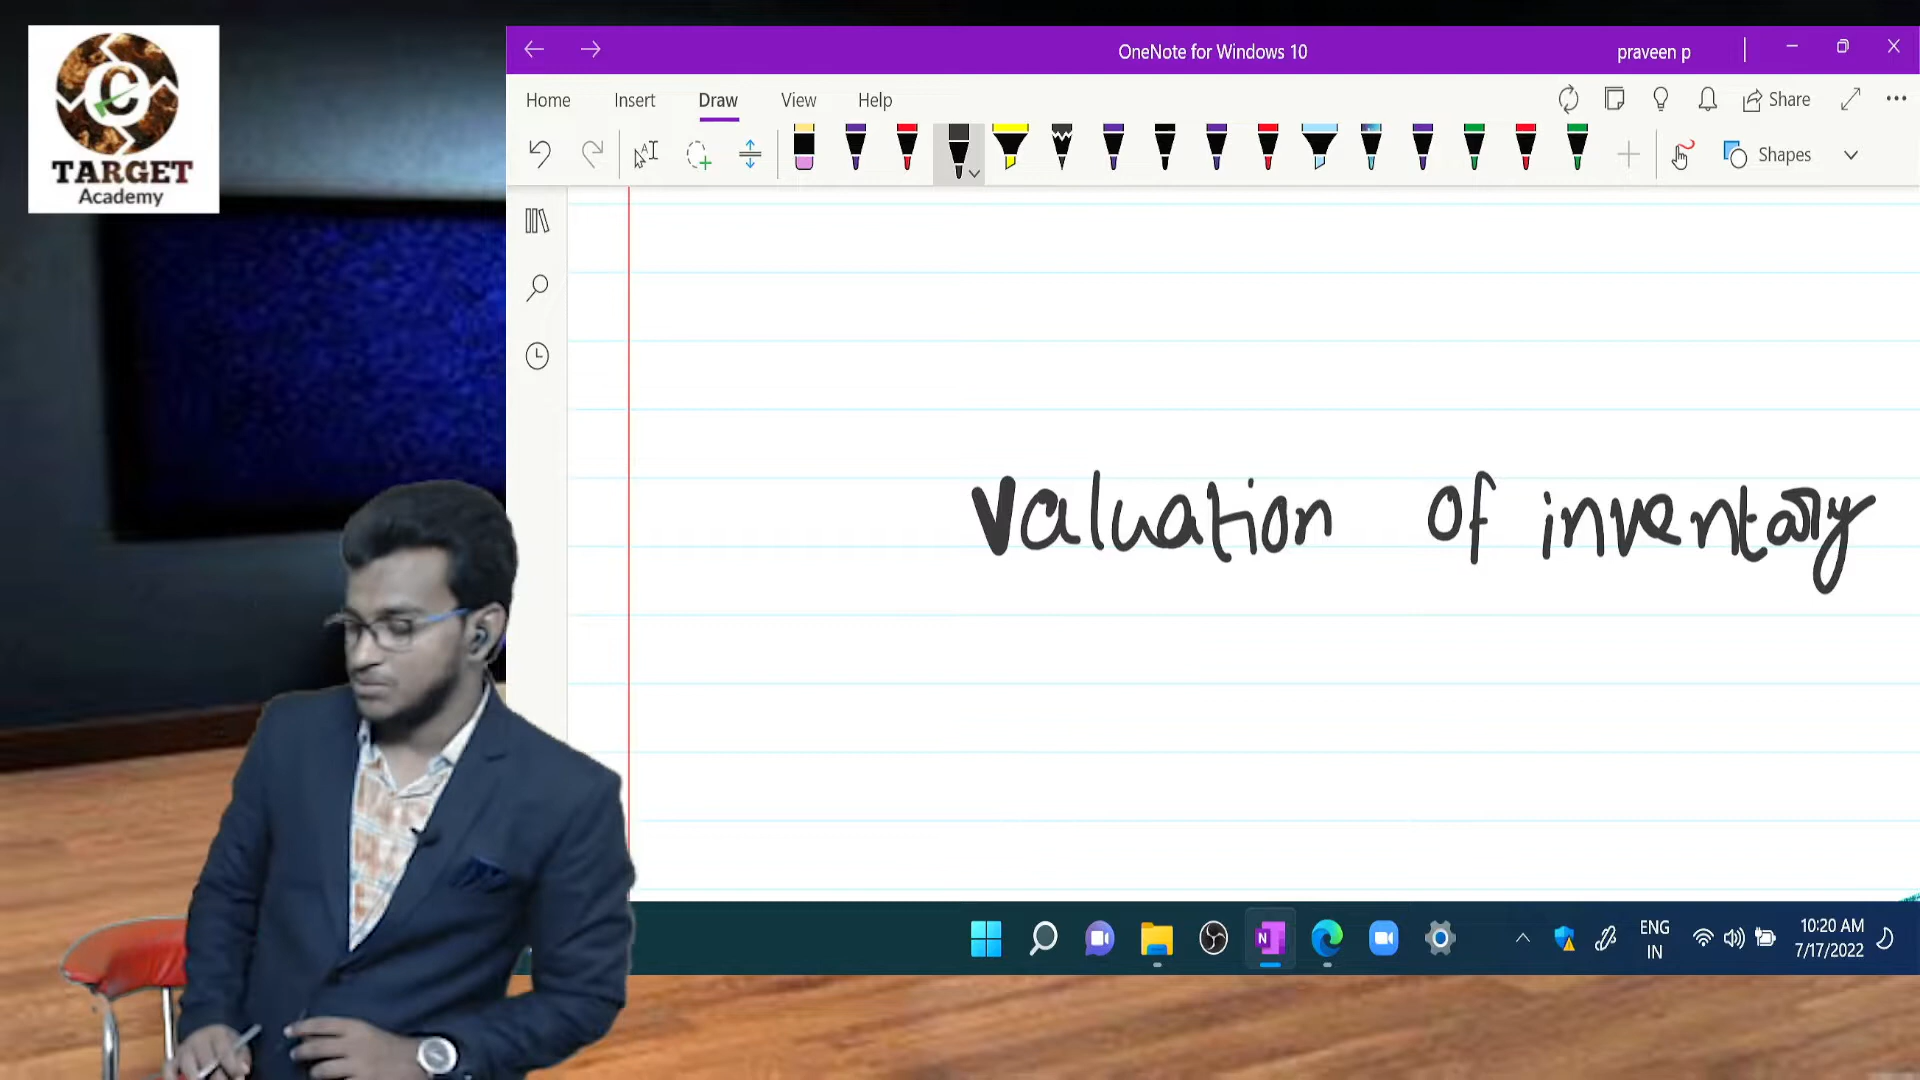 TARGET
Academy
OneNote for Windows 10
praveen p
Home Insert Draw View Help
Share
Shapes
Valuation of inventory
ENG
IN
10:20 AM
7/17/2022